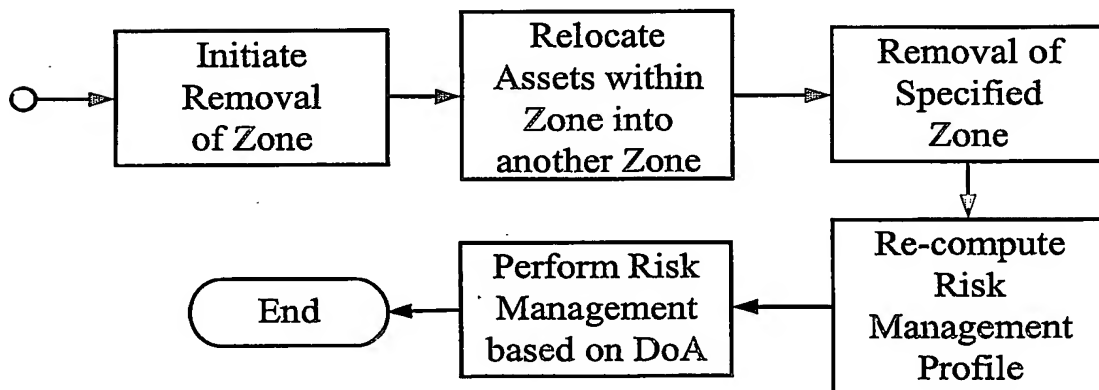 Initiate
Removal
of Zone
Relocate
Assets within
Zone into
another Zone
Removal of
Specified
Zone
Re-compute
Risk
Management
Profile
Perform Risk
Management
based on DoA
End